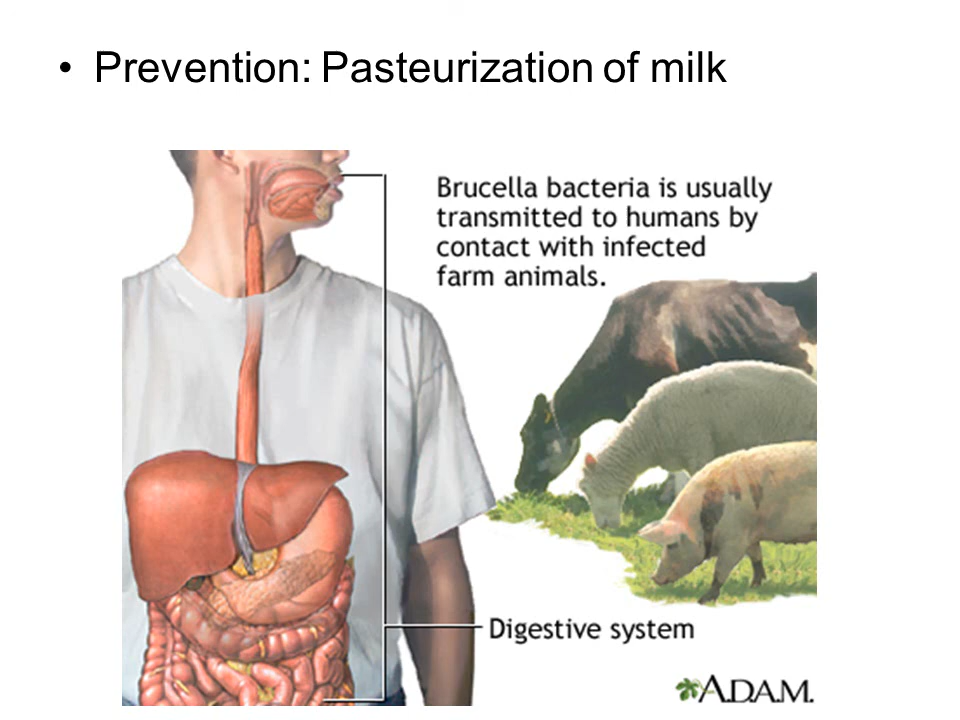 • Prevention: Pasteurization of milk
Brucella bacteria is usually
transmitted to humans by
contact with infected
farm animals.
Digestive system
A.D.A.M.